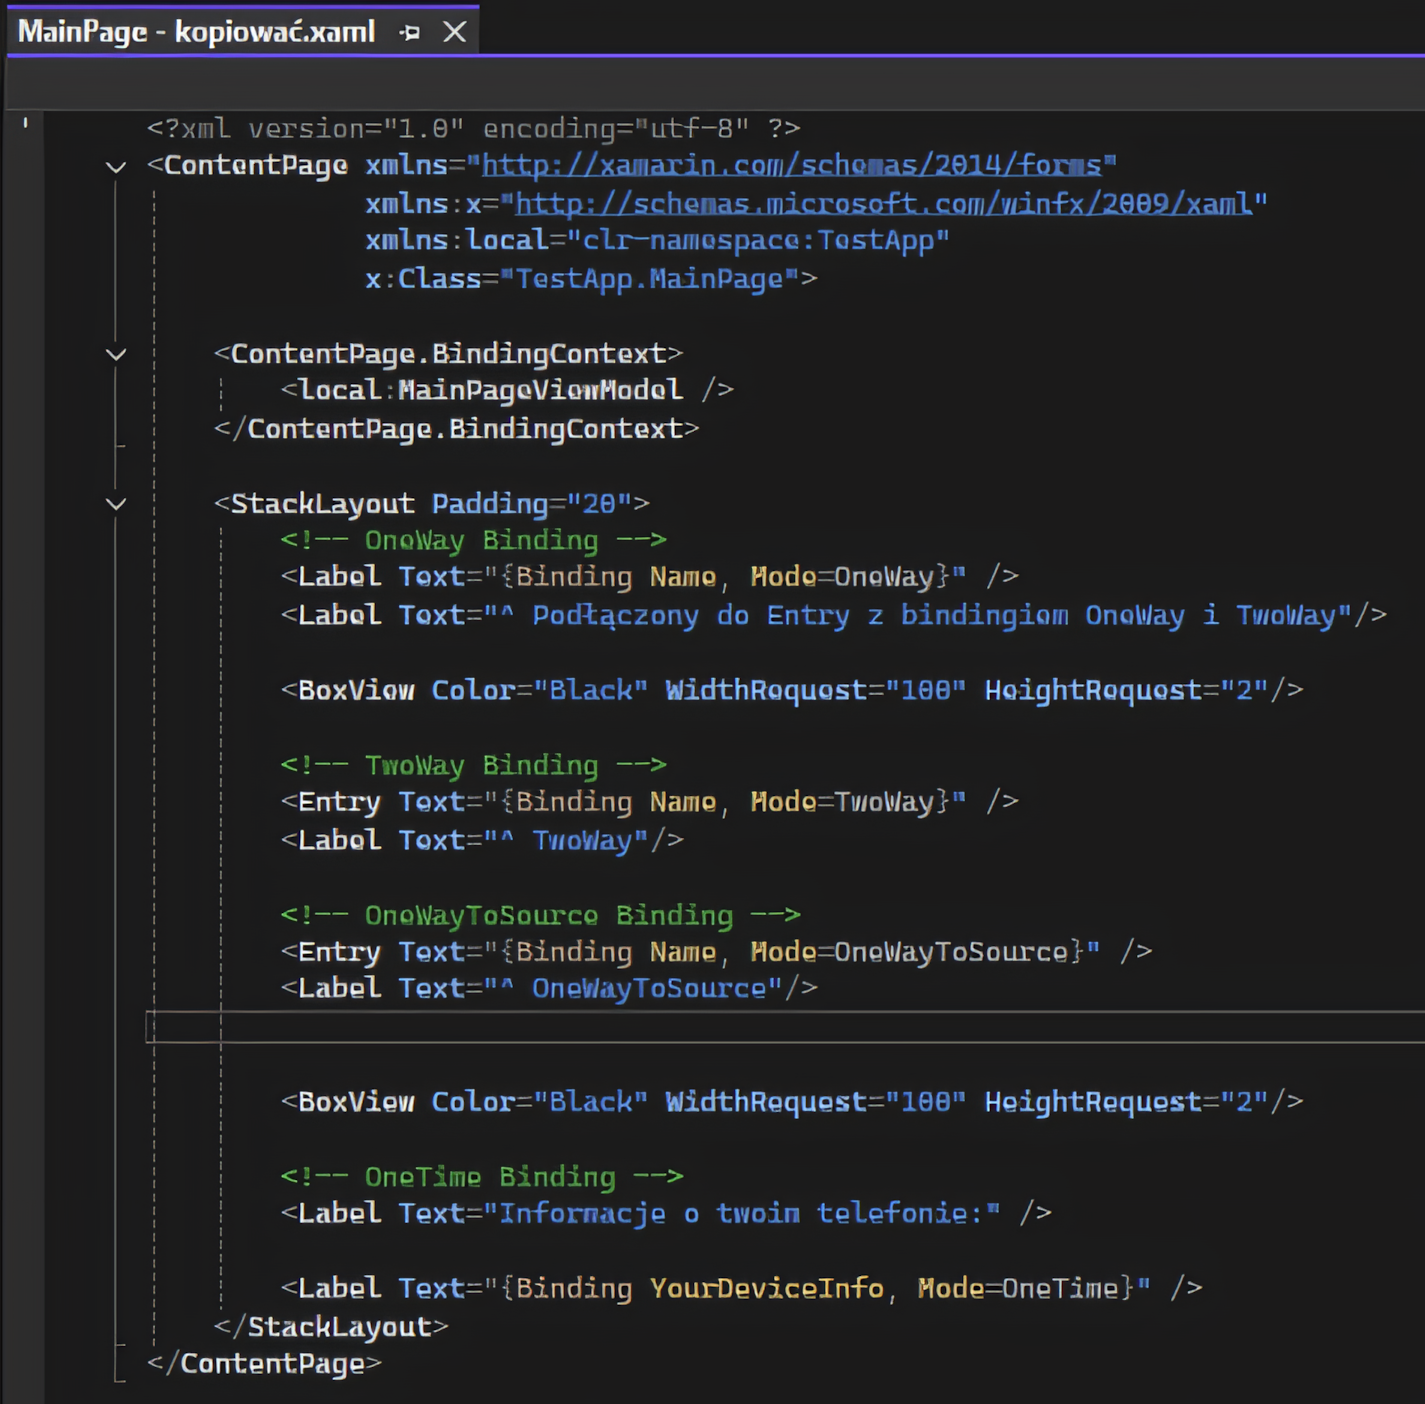 MainPage - kopiować.xaml
<?xml version="1.0" encoding="utf-8" ?>
<ContentPage xmlns="http://xamarin.com/schemas/2014/forms"
xmlns:x="http://schemas.microsoft.com/winfx/2009/xaml"
xmlns:local="clr-namespace:TestApp"
x:Class="TestApp.MainPage">
<ContentPage.BindingContext>
<local:MainPageViewModel />
</ContentPage.BindingContext>
<StackLayout Padding="20">
<!-- OneWay Binding -->
<Label Text="{Binding Name, Mode=OneWay}" />
<Label Text="^ Podłączony do Entry z bindingiem OneWay i TwoWay"/>
<BoxView Color="Black" WidthRequest="100" HeightRequest="2"/>
<!-- TwoWay Binding -->
<Entry Text="{Binding Name, Mode=TwoWay}" />
<Label Text="^ TwoWay"/>
<!-- OneWayToSource Binding -->
<Entry Text="{Binding Name, Mode=OneWayToSource}" />
<Label Text="^ OneWayToSource"/>
<BoxView Color="Black" WidthRequest="100" HeightRequest="2"/>
<!-- OneTime Binding -->
<Label Text="Informacje o twoim telefonie:" />
<Label Text="{Binding YourDeviceInfo, Mode=OneTime}" />
</StackLayout>
</ContentPage>